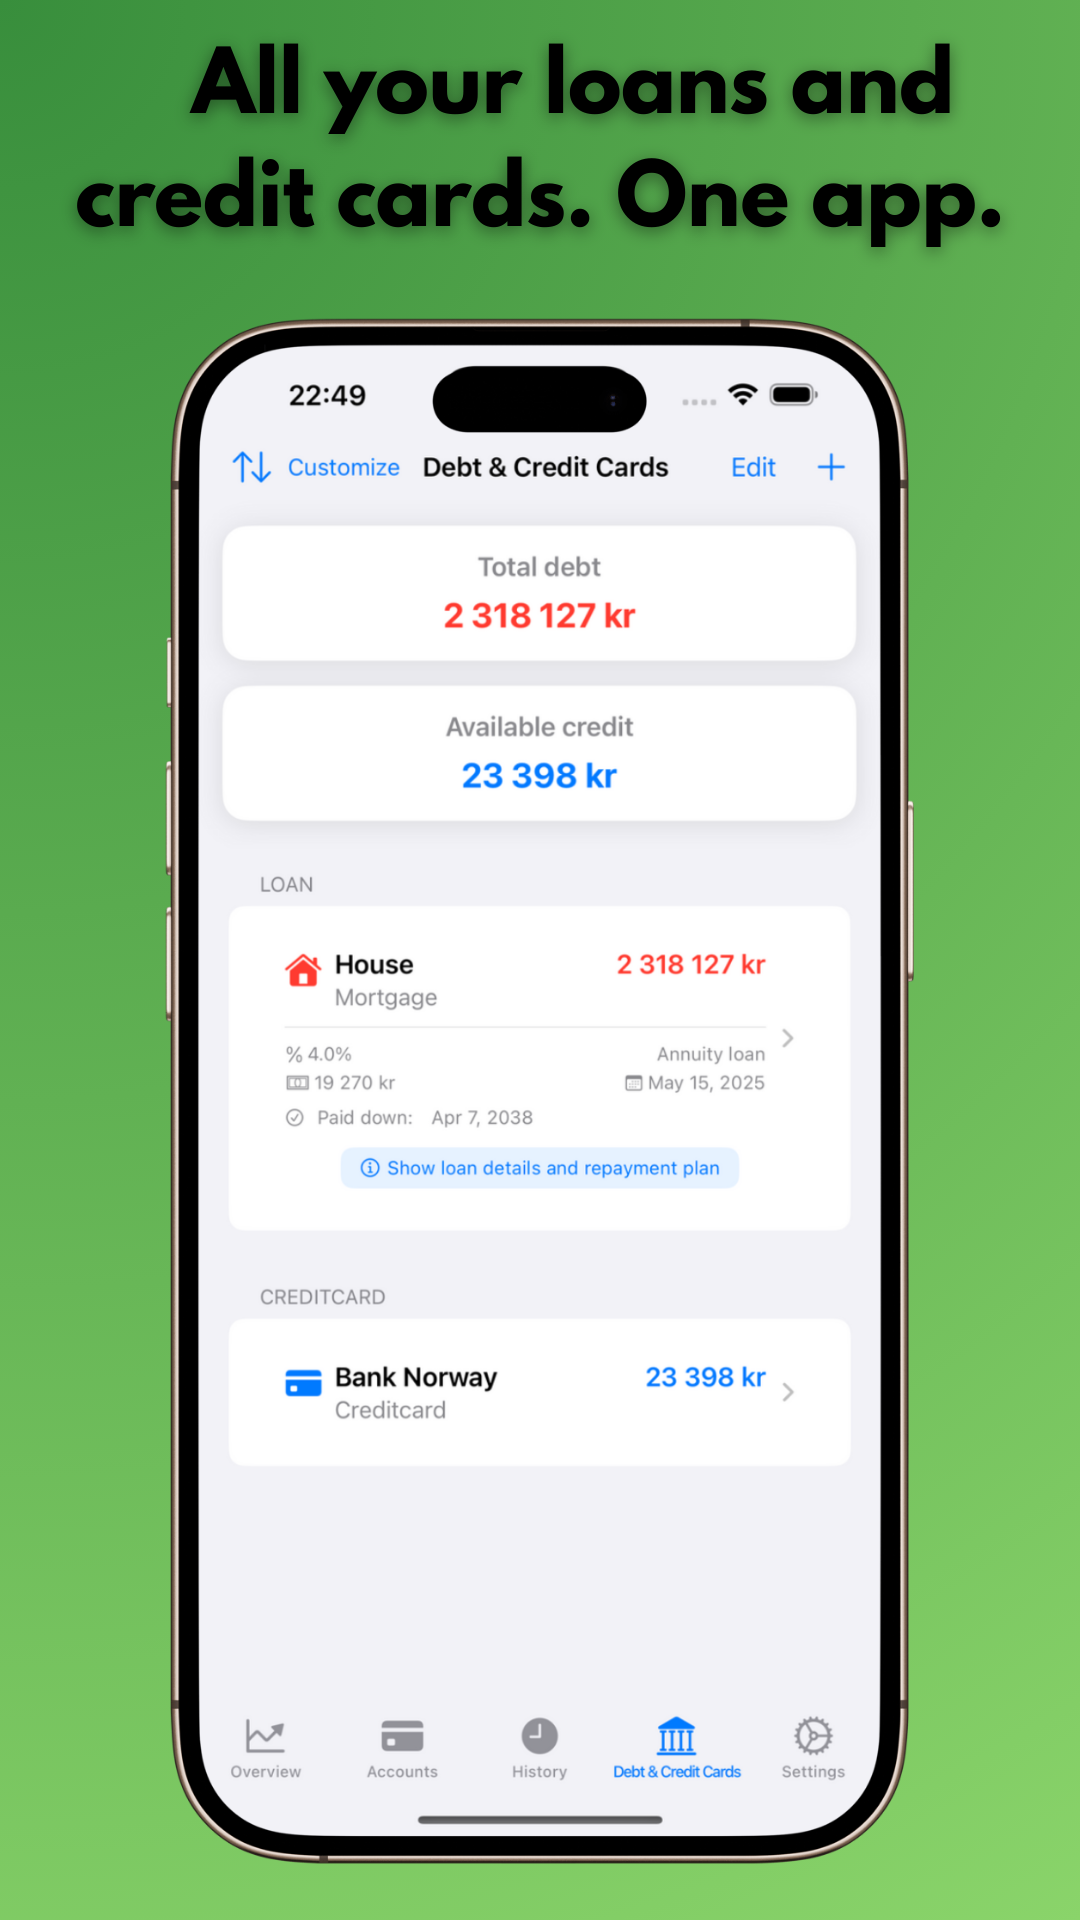 All your loans and
credit cards. One app.
22:49
Customize Debt & Credit Cards Edit
Total debt
2 318 127 kr
Available credit
23 398 kr
LOAN
House 2 318 127 kr
Mortgage
% 4.0% Annuity loan
19 270 kr May 15, 2025
Paid down: Apr 7, 2038
Show loan details and repayment plan
CREDITCARD
Bank Norway 23 398 kr
Creditcard
Overview Accounts History Debt & Credit Cards Settings